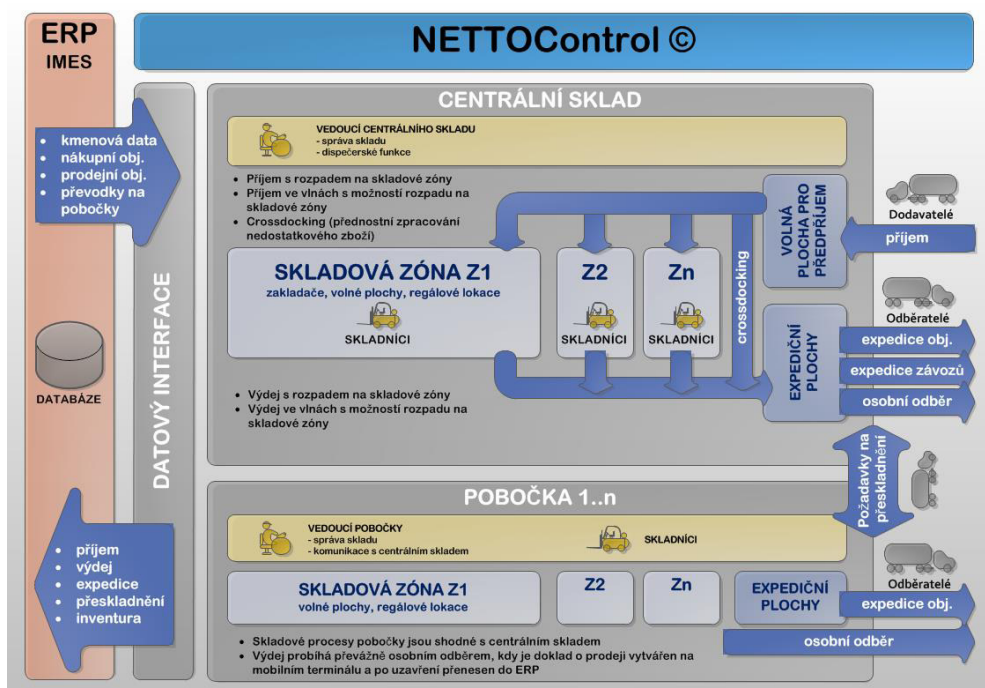 ERP
IMES
NETTOControl ©
• kmenová data
• nákupní obj.
• prodejní obj.
• převodky na
pobočky
DATABÁZE
• příjem
• výdej
• expedice
• přeskladnění
• inventura
DATOVÝ INTERFACE
CENTRÁLNÍ SKLAD
VEDOUCÍ CENTRÁLNÍHO SKLADU
- správa skladu
- dispečerské funkce
• Příjem s rozpadem na skladové zóny
• Příjem ve vlnách s možností rozpadu na
skladové zóny
• Crossdocking (přednostní zpracování
nedostatkového zboží)
SKLADOVÁ ZÓNA Z1
zakladače, volné plochy, regálové lokace
SKLADNÍCI
Z2
SKLADNÍCI
Zn
SKLADNÍCI
crossdocking
VOLNÁ
PLOCHA PRO
PŘEDPŘÍJEM
Dodavatelé
příjem
EXPEDIČNÍ
PLOCHY
Odběratelé
expedice obj.
expedice závozů
osobní odběr
• Výdej s rozpadem na skladové zóny
• Výdej ve vlnách s možností rozpadu na
skladové zóny
Požadavky na
přeskladnění
POBOČKA 1..n
VEDOUCÍ POBOČKY
- správa skladu
- komunikace s centrálním skladem
SKLADNÍCI
SKLADOVÁ ZÓNA Z1
volné plochy, regálové lokace
Z2
Zn
EXPEDIČNÍ
PLOCHY
Odběratelé
expedice obj.
osobní odběr
• Skladové procesy pobočky jsou shodné s centrálním skladem
• Výdej probíhá převážně osobním odběrem, kdy je doklad o prodeji vytvářen na
mobilním terminálu a po uzavření přenesen do ERP